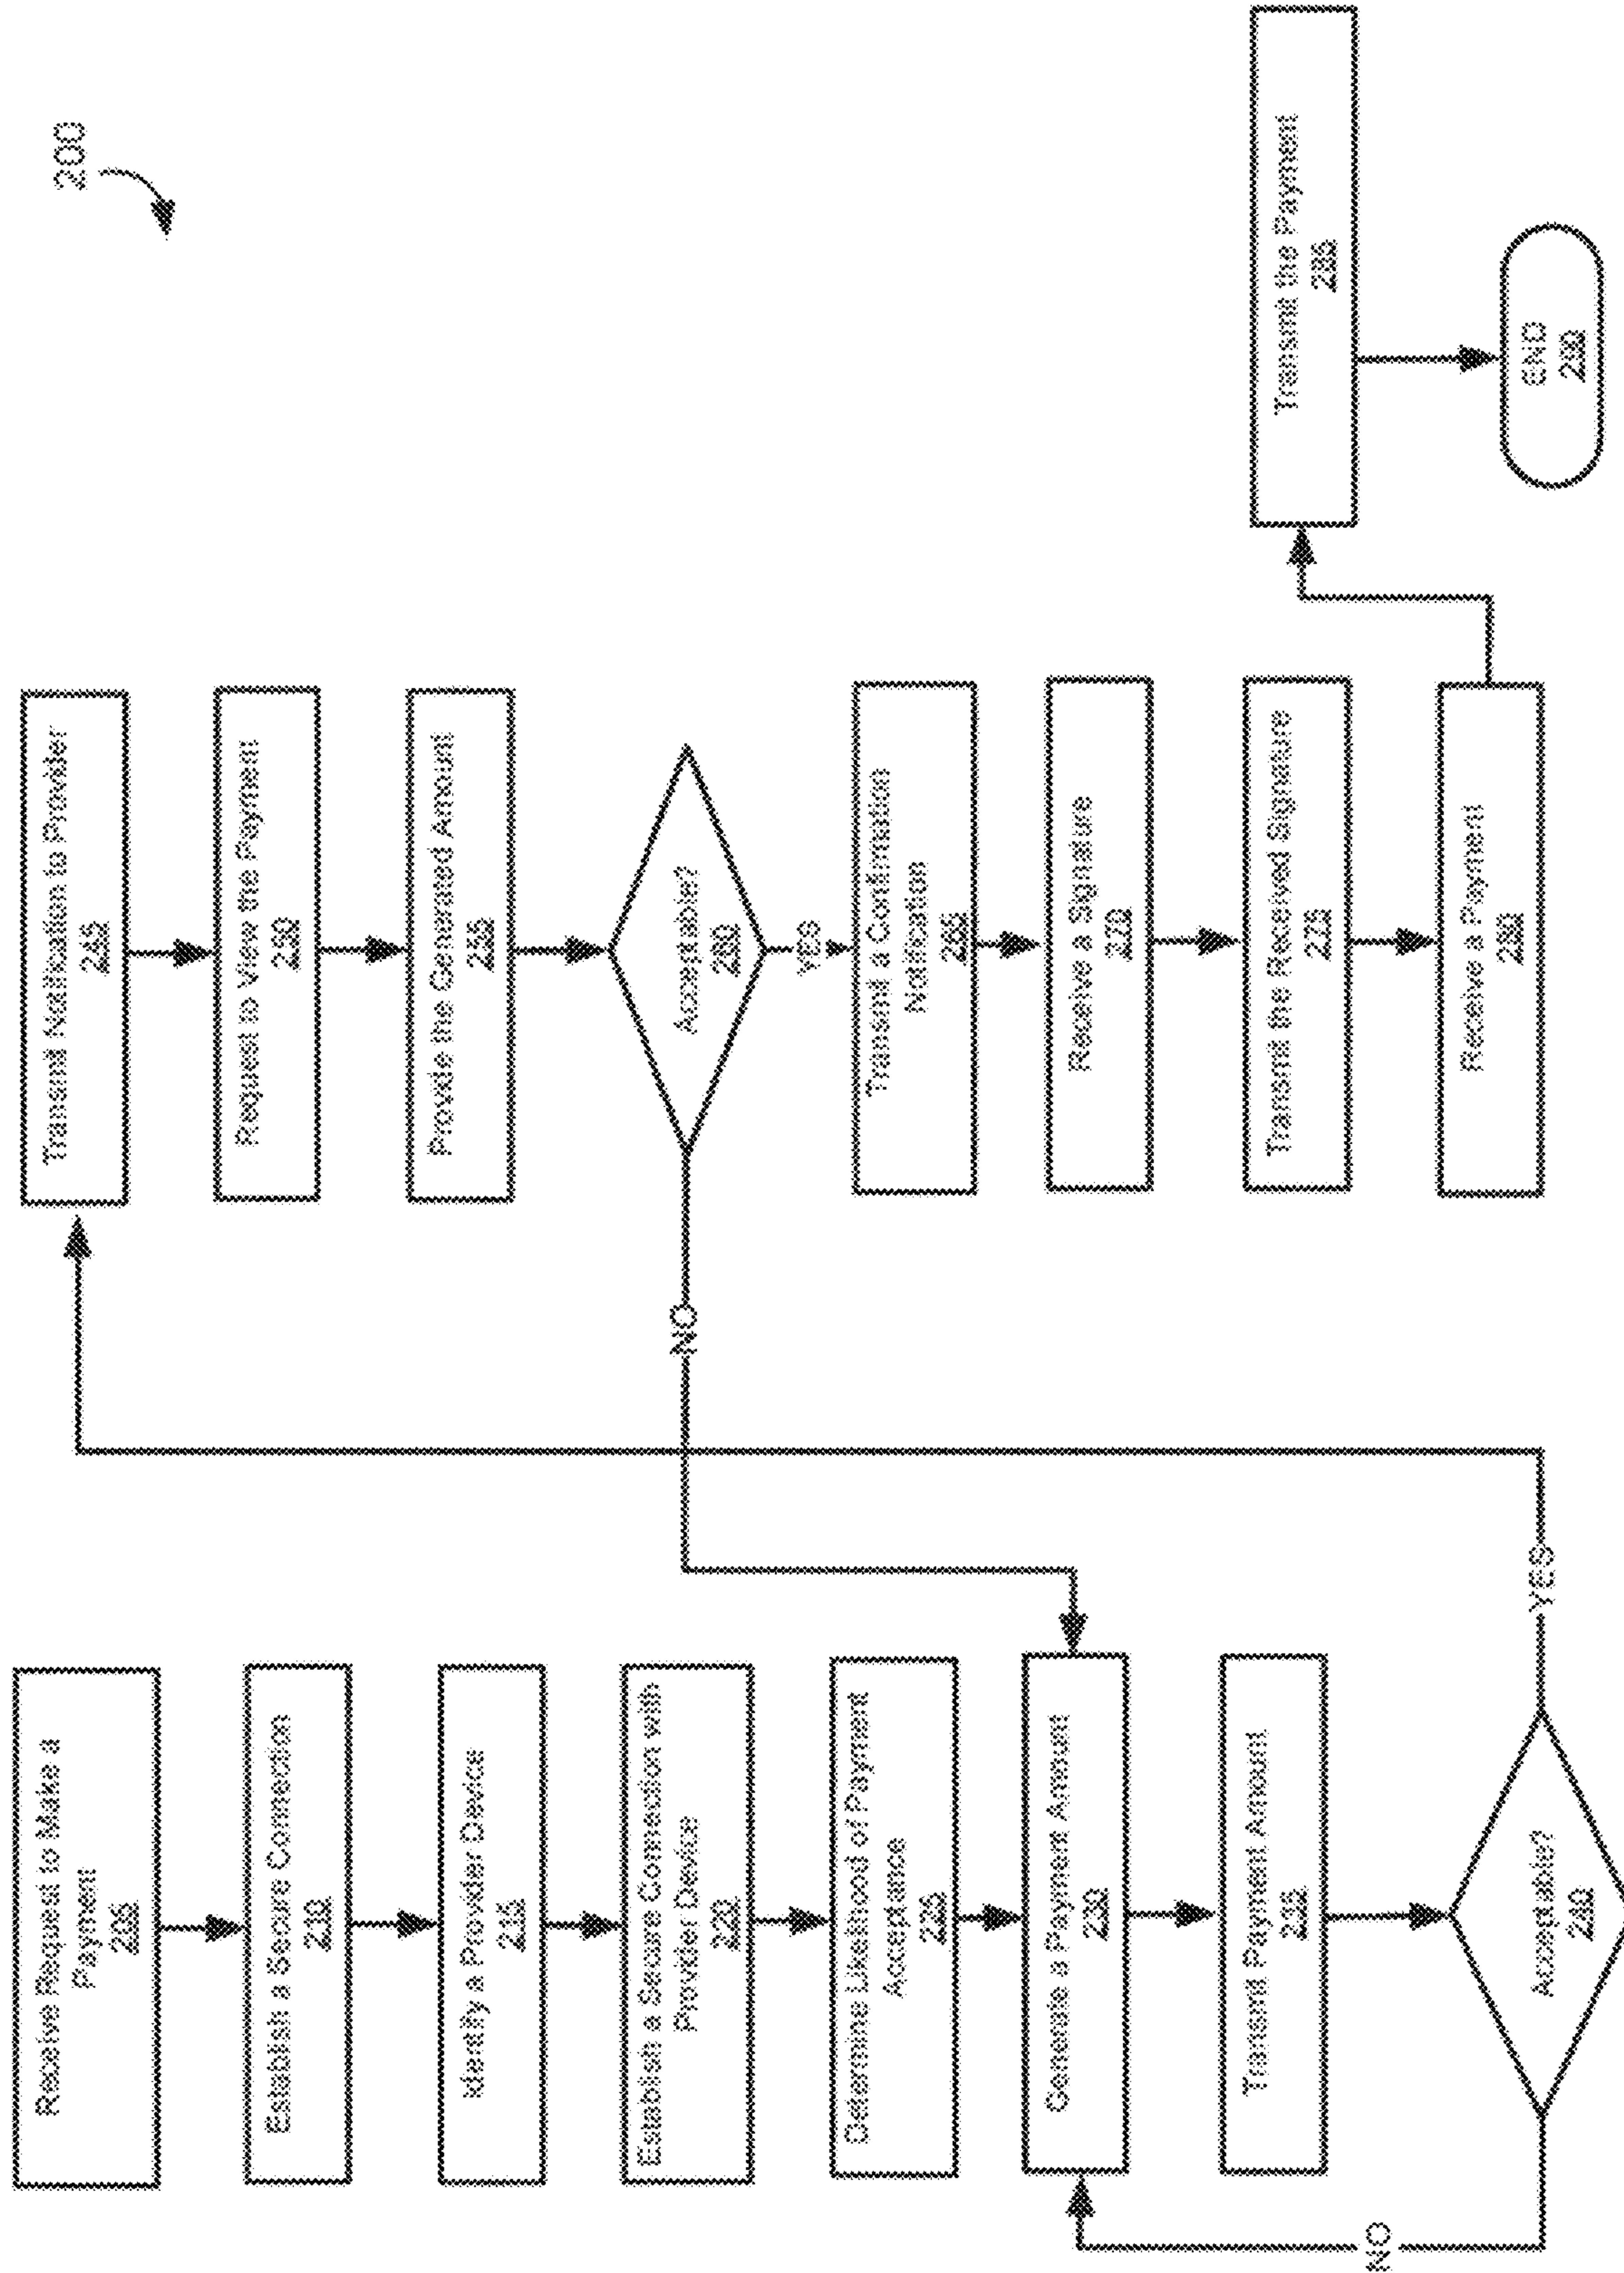 200
Receive Request to Make a
Payment
205
Establish a Secure Connection
210
Identify a Provider Device
215
Establish a Secure Connection with
Provider Device
220
Determine Likelihood of Payment
Acceptance
225
Generate a Payment Amount
230
Transmit Payment Amount
235
Acceptable?
240
NO
YES
Transmit Notification to Provider
245
Request to View the Payment
250
Provide the Generated Amount
255
Acceptable?
260
NO
YES
Transmit a Confirmation
Notification
265
Receive a Signature
270
Transmit the Received Signature
275
Receive a Payment
280
Transmit the Payment
285
END
290